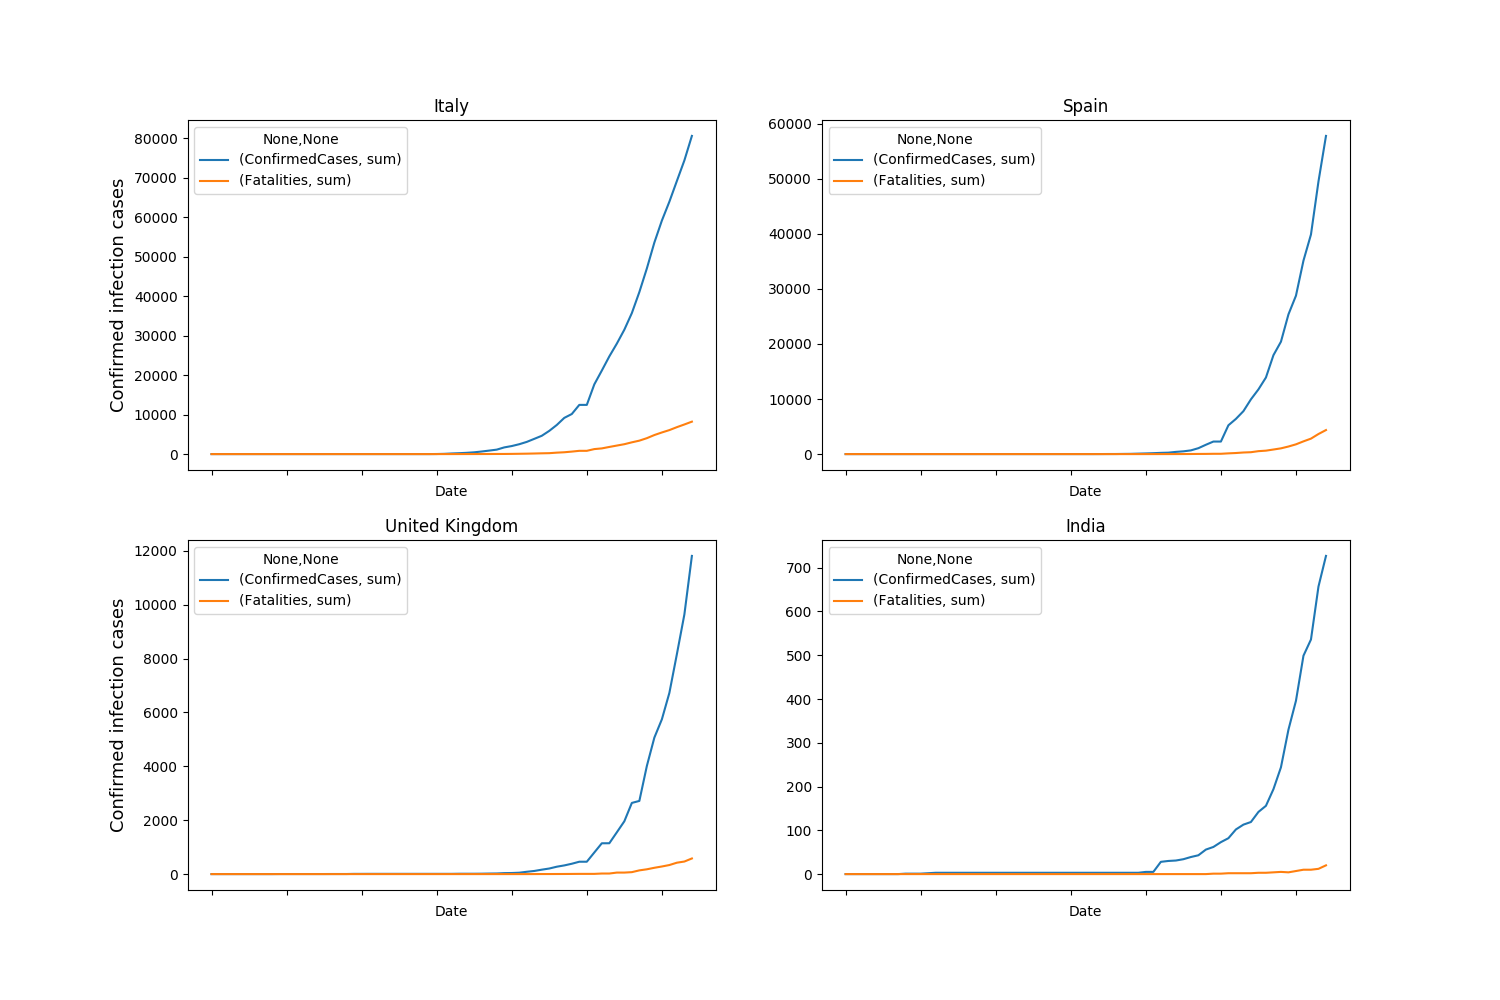 Italy
None,None
(ConfirmedCases, sum)
(Fatalities, sum)
80000
70000
60000
50000
40000
30000
20000
10000
0
Confirmed infection cases
Date
Spain
None,None
(ConfirmedCases, sum)
(Fatalities, sum)
60000
50000
40000
30000
20000
10000
0
Date
United Kingdom
None,None
(ConfirmedCases, sum)
(Fatalities, sum)
12000
10000
8000
6000
4000
2000
0
Confirmed infection cases
Date
India
None,None
(ConfirmedCases, sum)
(Fatalities, sum)
700
600
500
400
300
200
100
0
Date